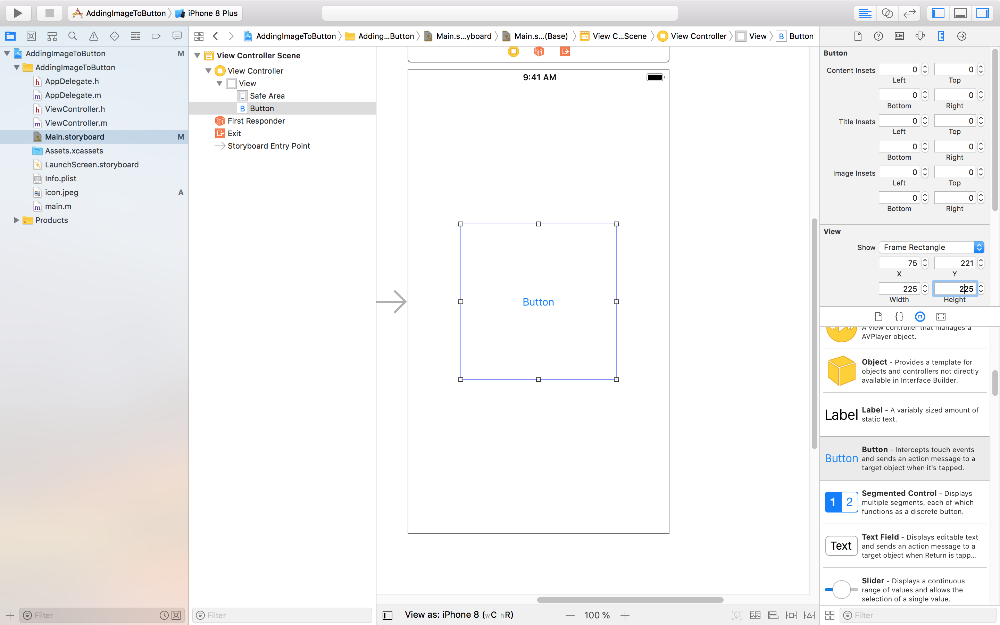 AddingImageToButton
iPhone 8 Plus
AddingImageToButton
Adding...Button
Main.s...yboard
Main.s...(Base)
View C...Scene
View Controller
View
B Button
AddingImageToButton M
AddingImageToButton
h AppDelegate.h
m AppDelegate.m
h ViewController.h
m ViewController.m
Main.storyboard M
Assets.xcassets
LaunchScreen.storyboard
Info.plist
icon.jpeg A
m main.m
Products
Filter
View Controller Scene
View Controller
View
Safe Area
B Button
1 First Responder
Exit
Storyboard Entry Point
Filter
1
9:41 AM
Button
View as: iPhone 8 (wC hR)
100 %
Button
Content Insets 0 0
Left Top
0 0
Bottom Right
Title Insets 0 0
Left Top
0 0
Bottom Right
Image Insets 0 0
Left Top
0 0
Bottom Right
View
Show Frame Rectangle
75 221
X Y
225 225
Width Height
{}
A view controller that manages a
AVPlayer object.
Object - Provides a template for
objects and controllers not directly
available in Interface Builder.
Label
Label - A variably sized amount of
static text.
Button
Button - Intercepts touch events
and sends an action message to a
target object when it's tapped.
1 2
Segmented Control - Displays
multiple segments, each of which
functions as a discrete button.
Text
Text Field - Displays editable text
and sends an action message to a
target object when Return is tapp...
Slider - Displays a continuous
range of values and allows the
selection of a single value.
Filter